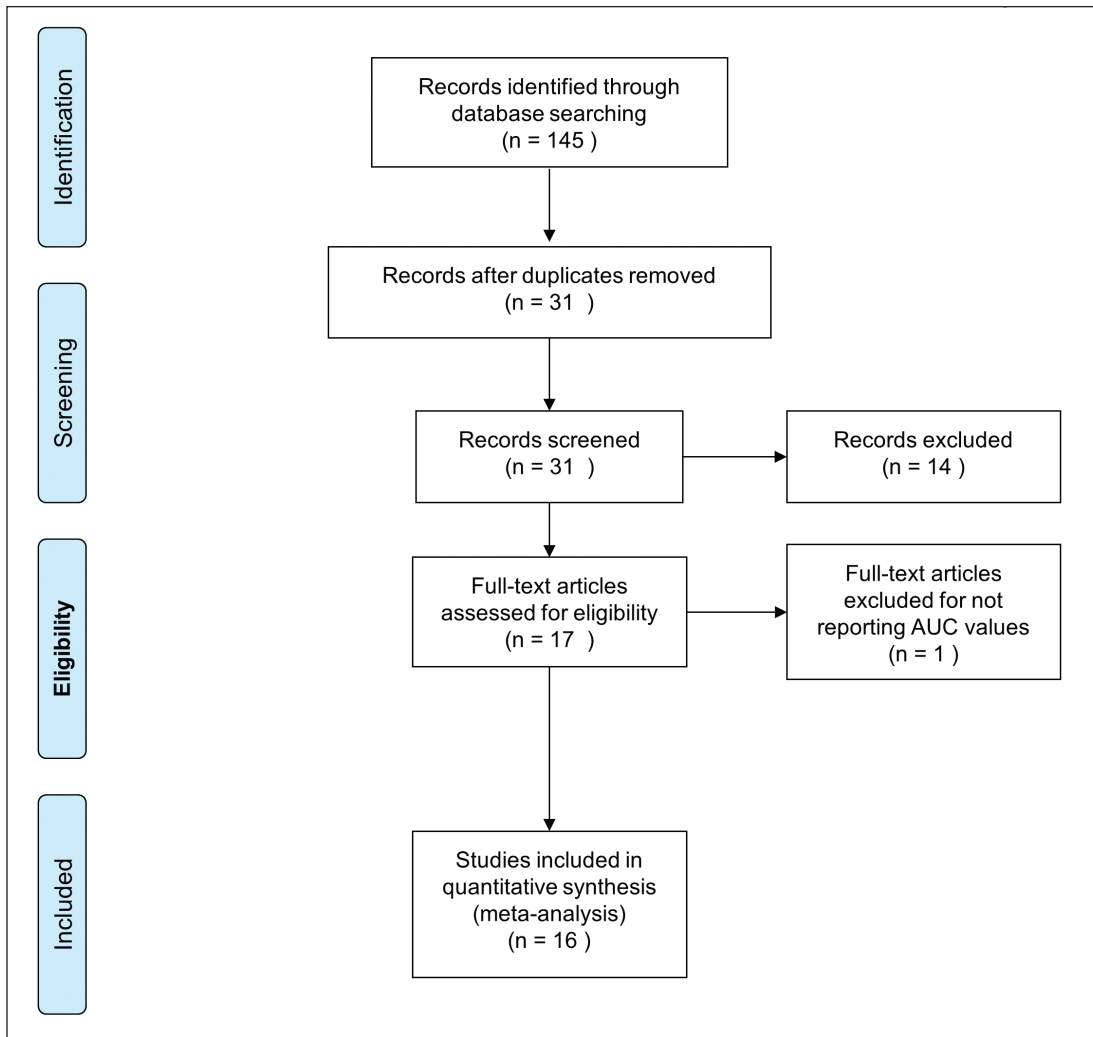 Identification
Records identified through
database searching
(n = 145 )
Records after duplicates removed
(n = 31 )
Screening
Records screened
(n = 31 )
Records excluded
(n = 14 )
Eligibility
Full-text articles
assessed for eligibility
(n = 17 )
Full-text articles
excluded for not
reporting AUC values
(n = 1 )
Included
Studies included in
quantitative synthesis
(meta-analysis)
(n = 16 )